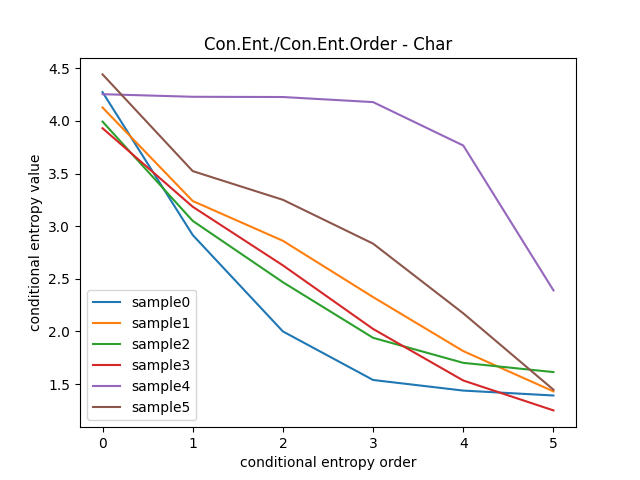 Con.Ent./Con.Ent.Order - Char
conditional entropy value
4.5
4.0
3.5
3.0
2.5
2.0
1.5
sample0
sample1
sample2
sample3
sample4
sample5
0 1 2 3 4 5
conditional entropy order